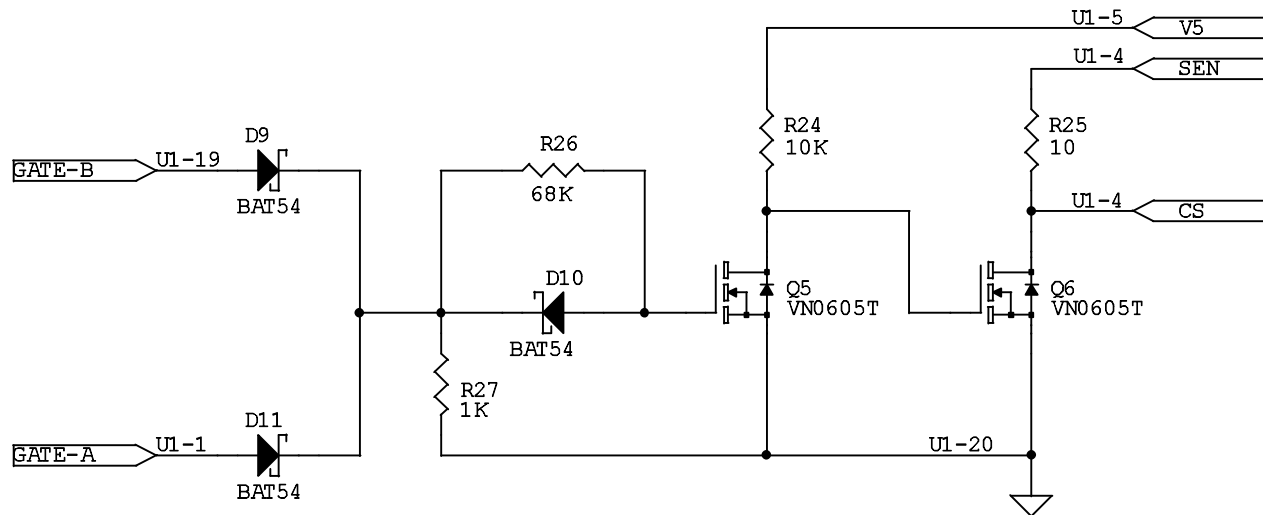 U1-5
V5
U1-4
SEN
D9
R26
R24
10K
R25
10
GATE-B
U1-19
BAT54
68K
U1-4
CS
D10
Q5
VN0605T
Q6
VN0605T
BAT54
R27
1K
D11
GATE-A
U1-1
U1-20
BAT54